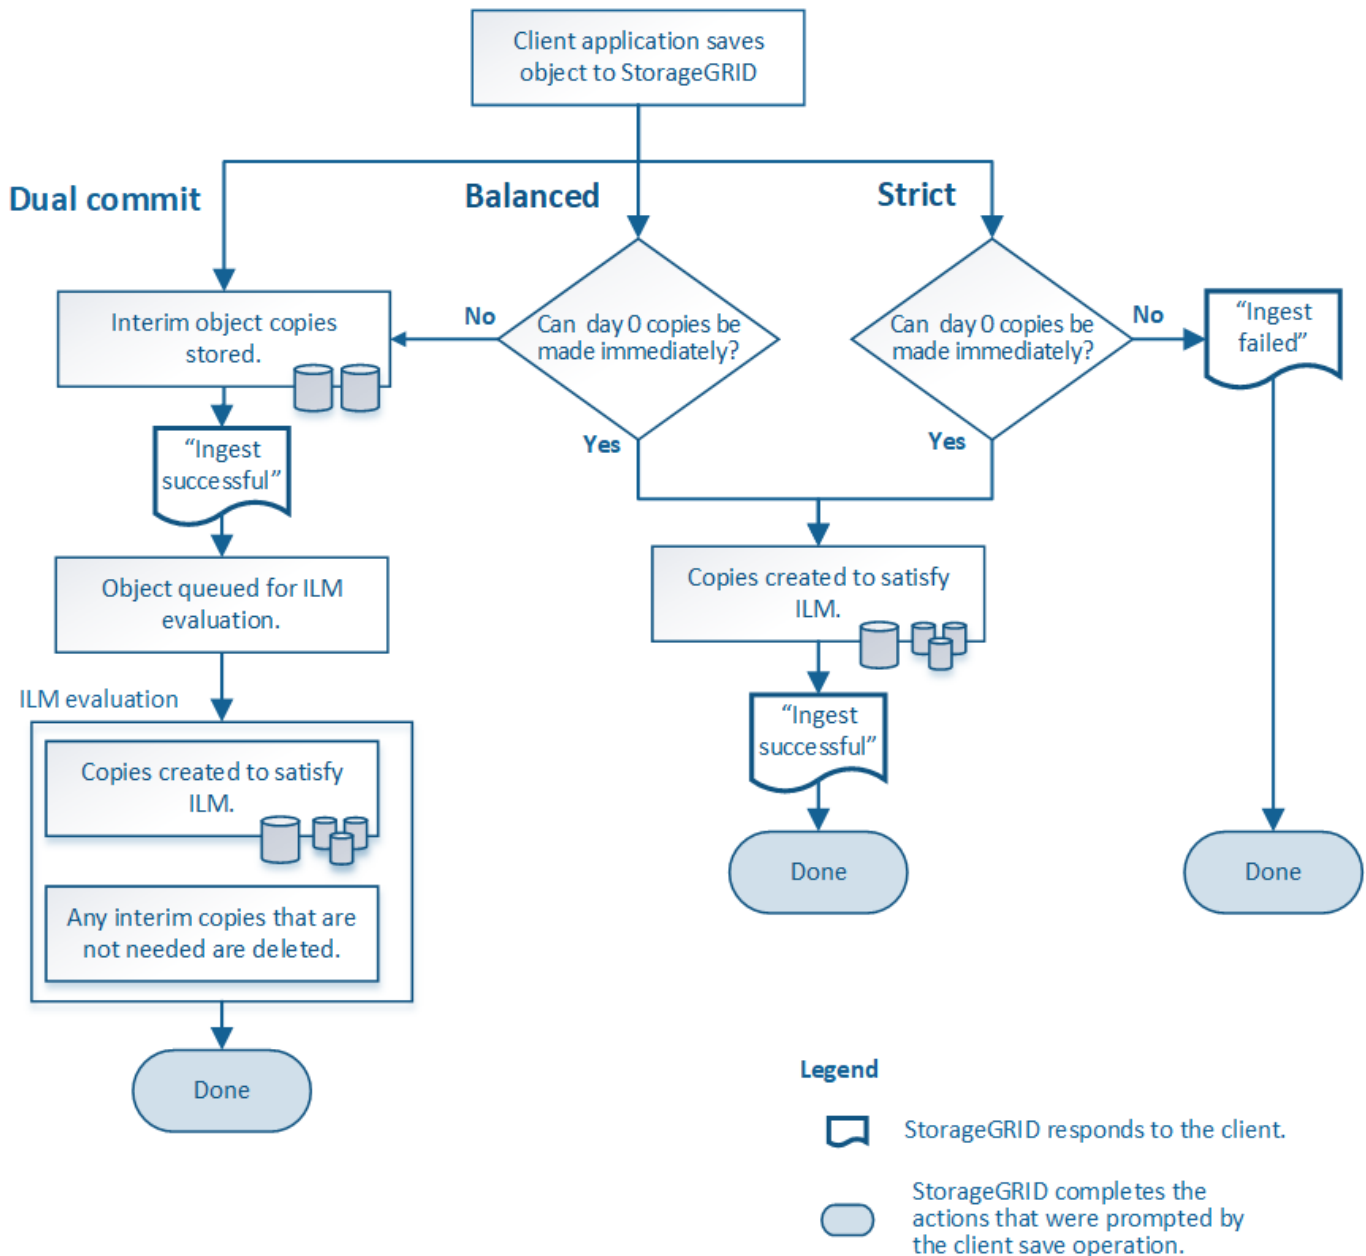 Client application saves
object to StorageGRID
Dual commit
Balanced
Strict
Interim object copies
stored.
No
Can day 0 copies be
made immediately?
Can day 0 copies be
made immediately?
No
“Ingest
failed”
Yes
Yes
“Ingest
successful”
Object queued for ILM
evaluation.
Copies created to satisfy
ILM.
ILM evaluation
“Ingest
successful”
Copies created to satisfy
ILM.
Any interim copies that are
not needed are deleted.
Done
Done
Done
Legend
StorageGRID responds to the client.
StorageGRID completes the
actions that were prompted by
the client save operation.